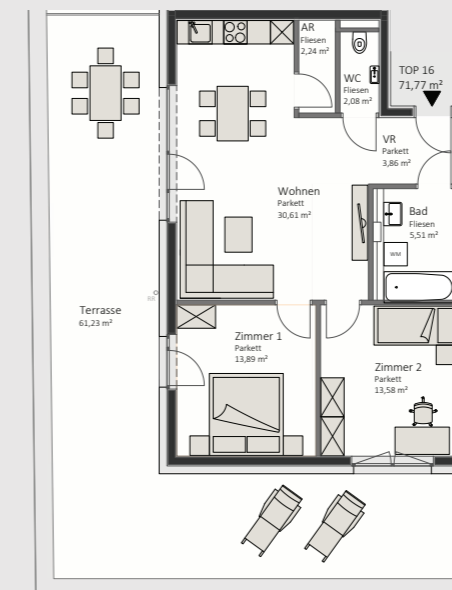 AR
Fliesen
2,24 m²
WC
Fliesen
2,08 m²
TOP 16
71,77 m²
VR
Parkett
3,86 m²
Wohnen
Parkett
30,61 m²
Bad
Fliesen
5,51 m²
WM
Terrasse
61,23 m²
Zimmer 1
Parkett
13,89 m²
Zimmer 2
Parkett
13,58 m²